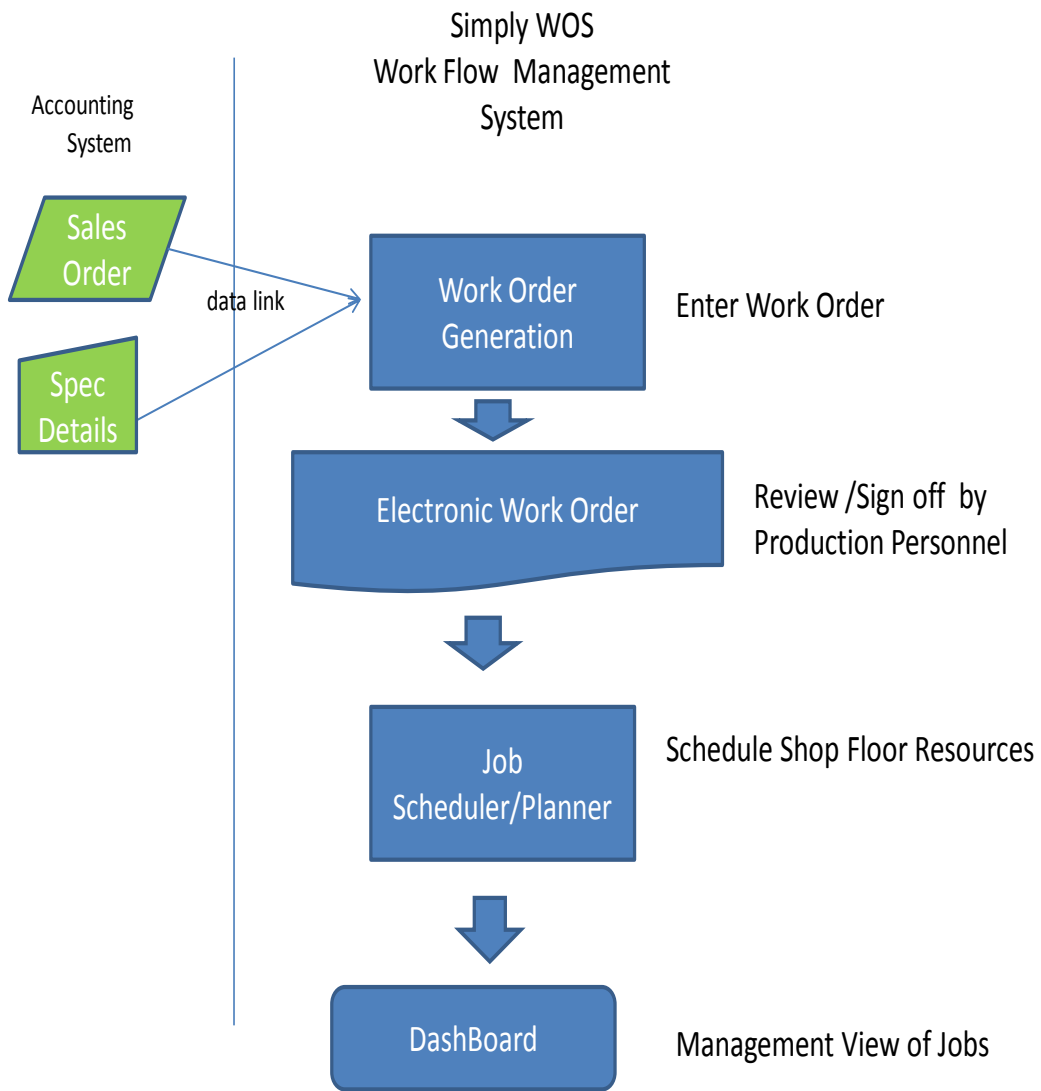 Simply WOS
Work Flow Management
System
Accounting
System
Sales
Order
data link
Spec
Details
Work Order
Generation
Enter Work Order
Electronic Work Order
Review /Sign off by
Production Personnel
Job
Scheduler/Planner
Schedule Shop Floor Resources
DashBoard
Management View of Jobs